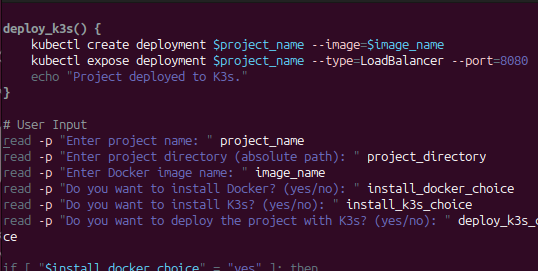 deploy_k3s() {
kubectl create deployment $project_name --image=$image_name
kubectl expose deployment $project_name --type=LoadBalancer --port=8080
echo "Project deployed to K3s."
}
# User Input
read -p "Enter project name: " project_name
read -p "Enter project directory (absolute path): " project_directory
read -p "Enter Docker image name: " image_name
read -p "Do you want to install Docker? (yes/no): " install_docker_choice
read -p "Do you want to install K3s? (yes/no): " install_k3s_choice
read -p "Do you want to deploy the project with K3s? (yes/no): " deploy_k3s_c
ce
if [ "$install_docker_choice" = "yes" ]; then